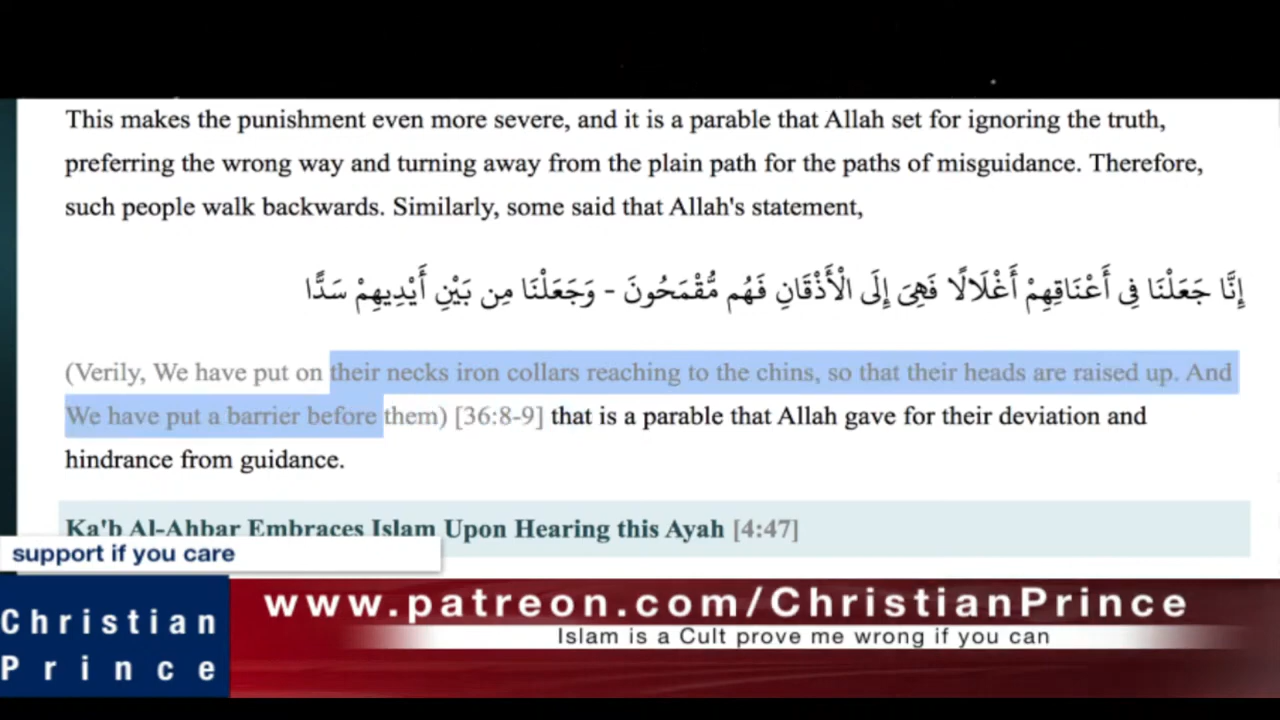 This makes the punishment even more severe, and it is a parable that Allah set for ignoring the truth,
preferring the wrong way and turning away from the plain path for the paths of misguidance. Therefore,
such people walk backwards. Similarly, some said that Allah's statement,
إِنَّا جَعَلْنَا فِى أَعْنَاقِهِمْ أَغْلَالًا فَهِىَ إِلَى الْأَذْقَانِ فَهُم مُّقْمَحُونَ - وَجَعَلْنَا مِن بَيْنِ أَيْدِيهِمْ سَدًّا
(Verily, We have put on their necks iron collars reaching to the chins, so that their heads are raised up. And
We have put a barrier before them) [36:8-9] that is a parable that Allah gave for their deviation and
hindrance from guidance.
Ka'b Al-Ahbar Embraces Islam Upon Hearing this Ayah [4:47]
support if you care
Christian
Prince
www.patreon.com/ChristianPrince
Islam is a Cult prove me wrong if you can